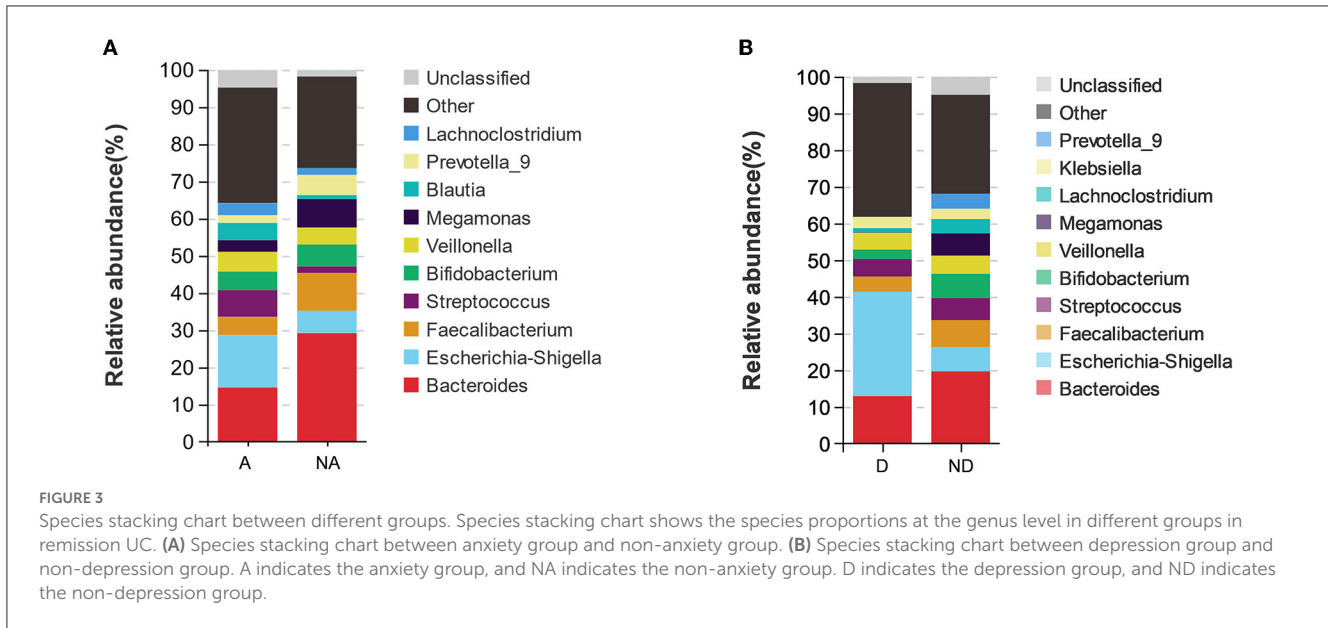 A
Relative abundance(%)
100
90
80
70
60
50
40
30
20
10
0
A
NA
Unclassified
Other
Lachnoclostridium
Prevotella_9
Blautia
Megamonas
Veillonella
Bifidobacterium
Streptococcus
Faecalibacterium
Escherichia-Shigella
Bacteroides
B
Relative abundance(%)
100
90
80
70
60
50
40
30
20
10
0
D
ND
Unclassified
Other
Prevotella_9
Klebsiella
Lachnoclostridium
Megamonas
Veillonella
Bifidobacterium
Streptococcus
Faecalibacterium
Escherichia-Shigella
Bacteroides
FIGURE 3
Species stacking chart between different groups. Species stacking chart shows the species proportions at the genus level in different groups in
remission UC. (A) Species stacking chart between anxiety group and non-anxiety group. (B) Species stacking chart between depression group and
non-depression group. A indicates the anxiety group, and NA indicates the non-anxiety group. D indicates the depression group, and ND indicates
the non-depression group.